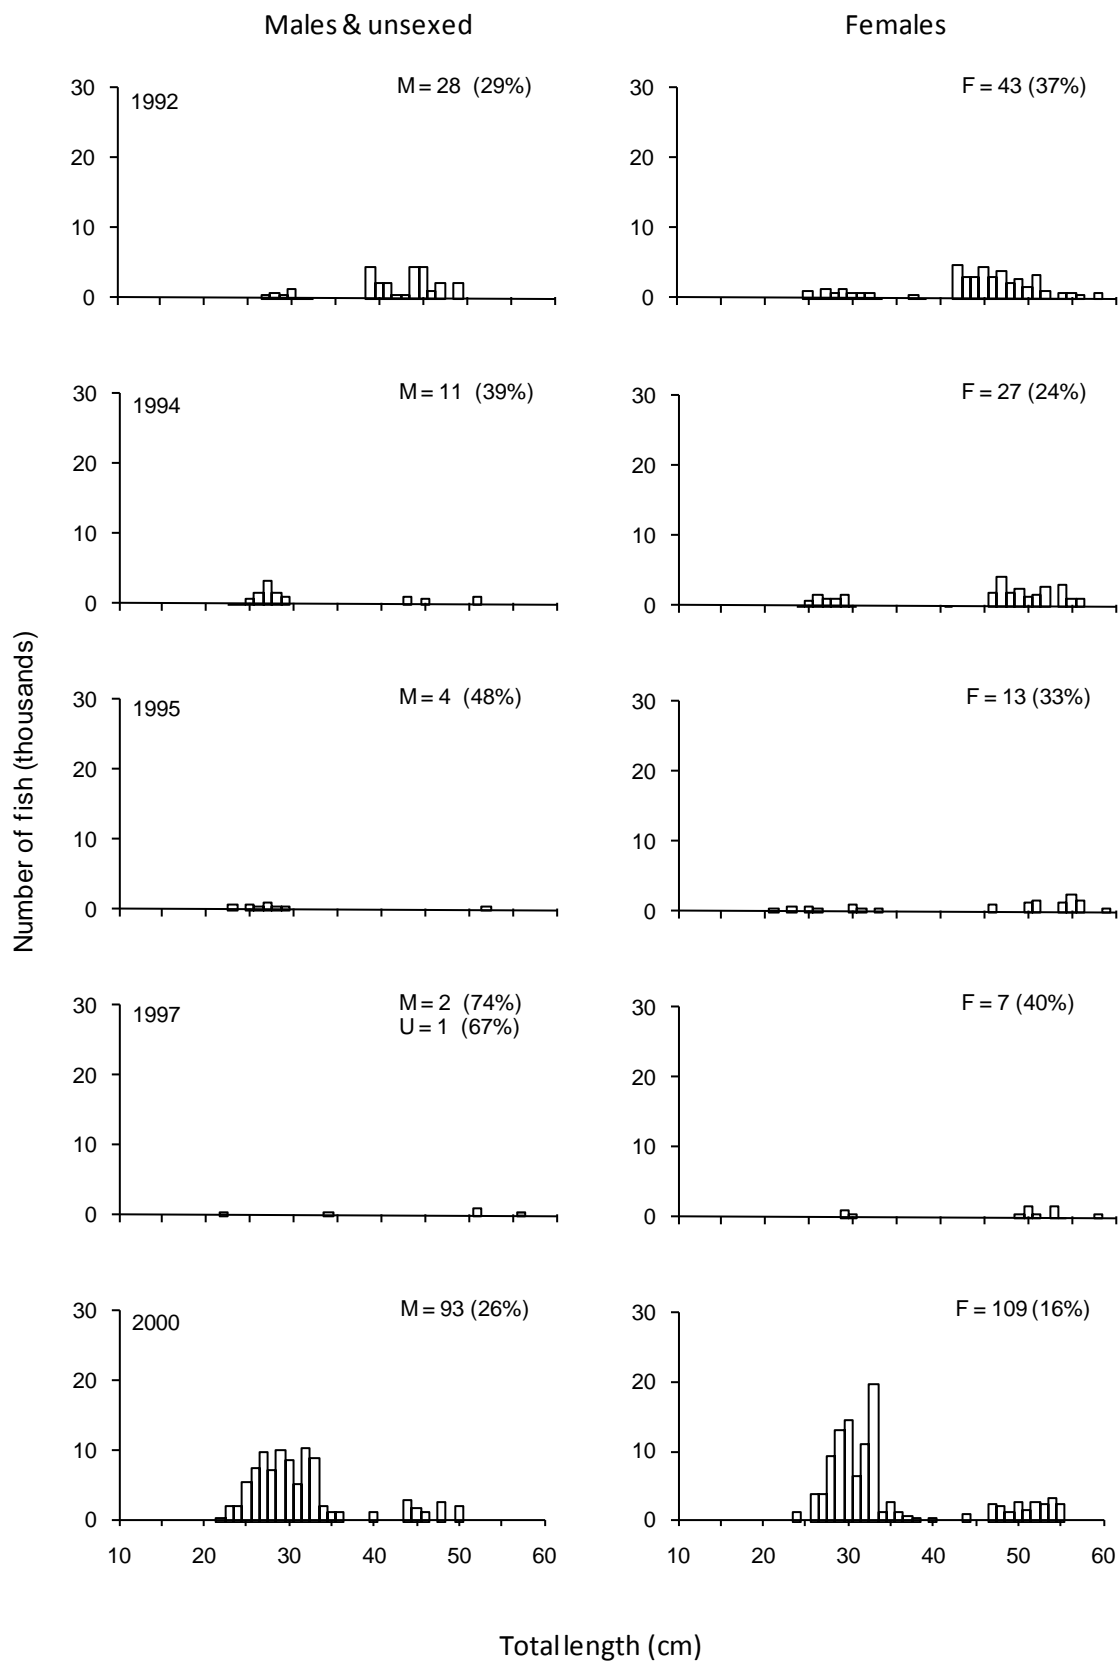 Males & unsexed
Females
30
20
10
0
1992
M = 28 (29%)
30
20
10
0
F = 43 (37%)
30
20
10
0
1994
M = 11 (39%)
30
20
10
0
F = 27 (24%)
30
20
10
0
1995
M = 4 (48%)
30
20
10
0
F = 13 (33%)
30
20
10
0
1997
M = 2 (74%)
U = 1 (67%)
30
20
10
0
F = 7 (40%)
30
20
10
0
2000
M = 93 (26%)
10 20 30 40 50 60
30
20
10
0
F = 109 (16%)
10 20 30 40 50 60
Number of fish (thousands)
Total length (cm)